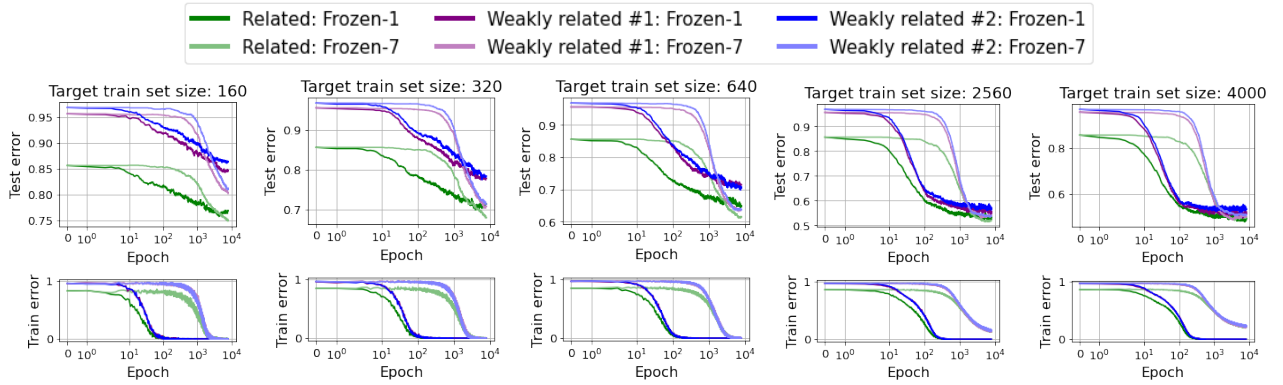 Related: Frozen-1 Weakly related #1: Frozen-1 Weakly related #2: Frozen-1
Related: Frozen-7 Weakly related #1: Frozen-7 Weakly related #2: Frozen-7
Target train set size: 160 Target train set size: 320 Target train set size: 640 Target train set size: 2560 Target train set size: 4000
Test error
0.95
0.90
0.85
0.80
0.75
0 10^0 10^1 10^2 10^3 10^4
Epoch
Test error
0.9
0.8
0.7
0 10^0 10^1 10^2 10^3 10^4
Epoch
Test error
0.9
0.8
0.7
0.6
0 10^0 10^1 10^2 10^3 10^4
Epoch
Test error
0.9
0.8
0.7
0.6
0.5
0 10^0 10^1 10^2 10^3 10^4
Epoch
Test error
0.8
0.6
0 10^0 10^1 10^2 10^3 10^4
Epoch
Train error
1
0
0 10^0 10^1 10^2 10^3 10^4
Epoch
Train error
1
0
0 10^0 10^1 10^2 10^3 10^4
Epoch
Train error
1
0
0 10^0 10^1 10^2 10^3 10^4
Epoch
Train error
1
0
0 10^0 10^1 10^2 10^3 10^4
Epoch
Train error
1
0
0 10^0 10^1 10^2 10^3 10^4
Epoch